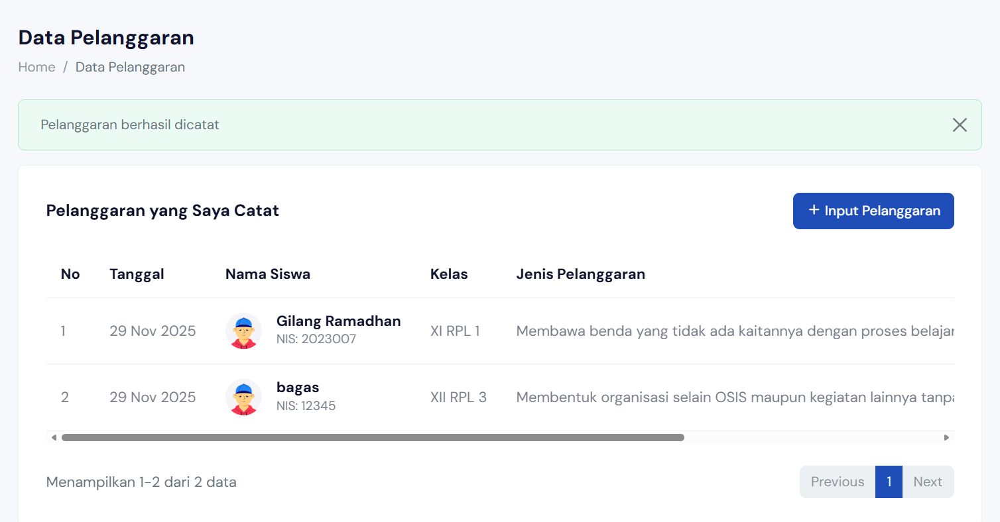 Data Pelanggaran
Home / Data Pelanggaran
Pelanggaran berhasil dicatat
Pelanggaran yang Saya Catat
+ Input Pelanggaran
No Tanggal Nama Siswa Kelas Jenis Pelanggaran
1 29 Nov 2025 Gilang Ramadhan XI RPL 1 Membawa benda yang tidak ada kaitannya dengan proses belajar
NIS: 2023007
2 29 Nov 2025 bagas XII RPL 3 Membentuk organisasi selain OSIS maupun kegiatan lainnya
NIS: 12345
Menampilkan 1-2 dari 2 data
Previous 1 Next